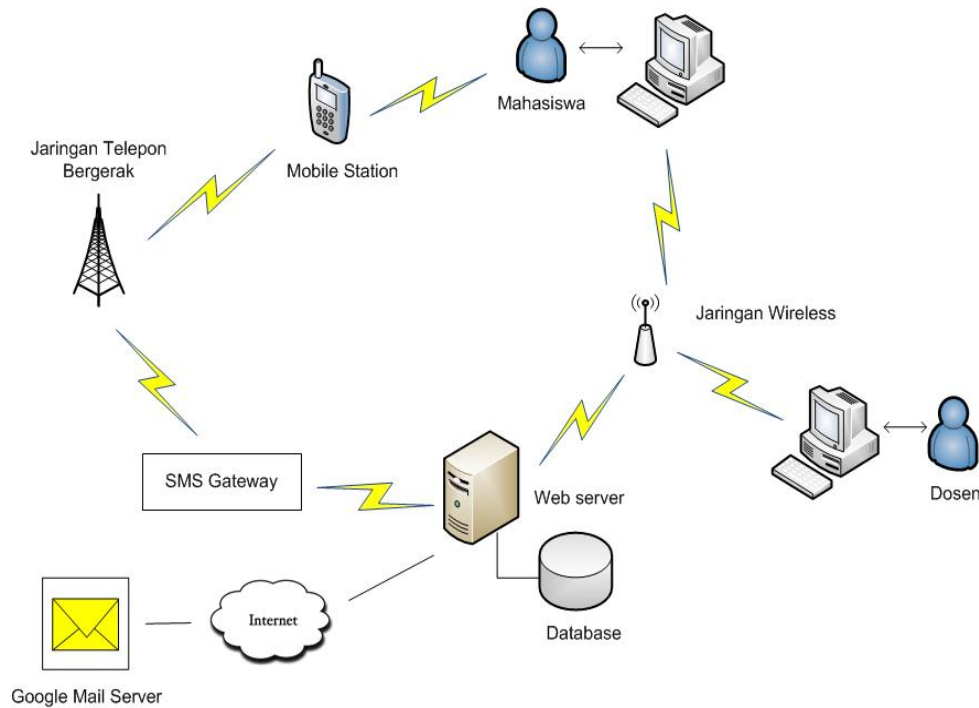 Mahasiswa
Jaringan Telepon
Bergerak
Mobile Station
Jaringan Wireless
SMS Gateway
Web server
Dosen
Internet
Database
Google Mail Server